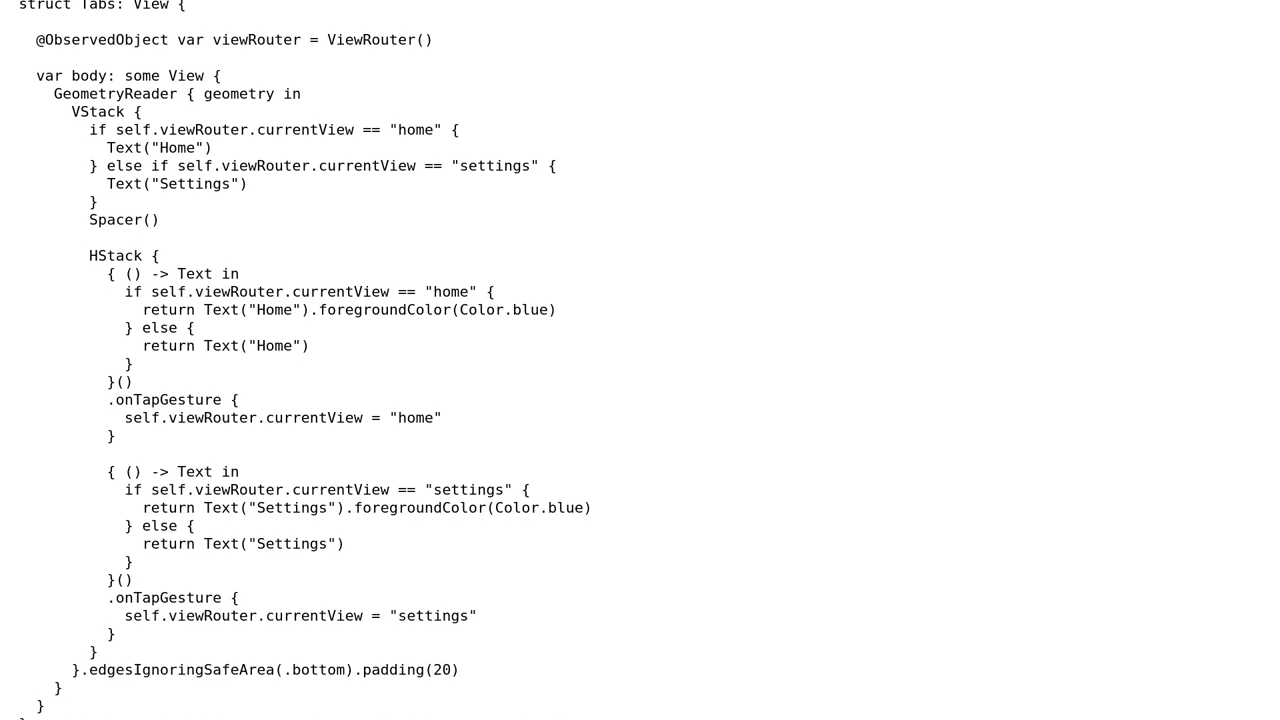 struct Tabs: View {
@ObservedObject var viewRouter = ViewRouter()
var body: some View {
GeometryReader { geometry in
VStack {
if self.viewRouter.currentView == "home" {
Text("Home")
} else if self.viewRouter.currentView == "settings" {
Text("Settings")
}
Spacer()
HStack {
{ () -> Text in
if self.viewRouter.currentView == "home" {
return Text("Home").foregroundColor(Color.blue)
} else {
return Text("Home")
}
}()
.onTapGesture {
self.viewRouter.currentView = "home"
}
{ () -> Text in
if self.viewRouter.currentView == "settings" {
return Text("Settings").foregroundColor(Color.blue)
} else {
return Text("Settings")
}
}()
.onTapGesture {
self.viewRouter.currentView = "settings"
}
}
}.edgesIgnoringSafeArea(.bottom).padding(20)
}
}
}